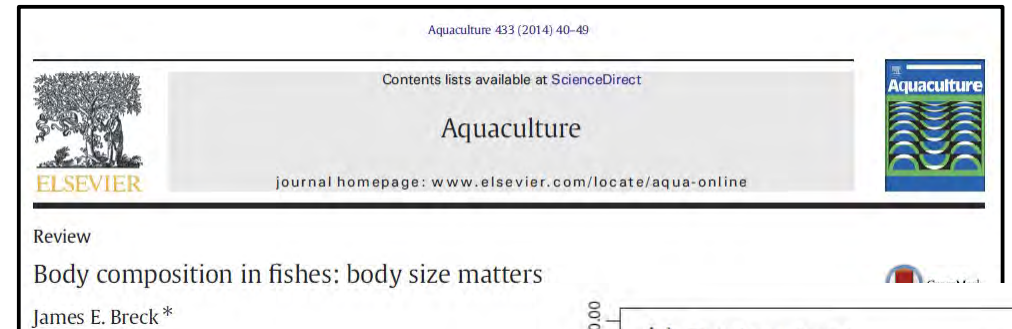 Aquaculture 433 (2014) 40–49
Contents lists available at ScienceDirect
Aquaculture
Aquaculture
journal homepage: www.elsevier.com/locate/aqua-online
ELSEVIER
Review
Body composition in fishes: body size matters
James E. Breck *